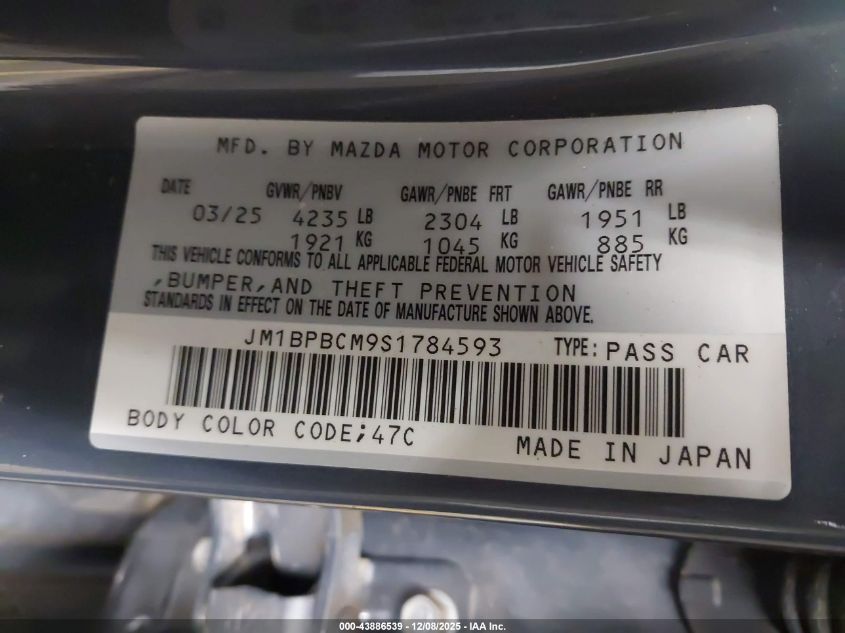 MFD. BY MAZDA MOTOR CORPORATION
DATE GVWR/PNBV GAWR/PNBE FRT GAWR/PNBE RR
03/25 4235 LB 2304 LB 1951 LB
1921 KG 1045 KG 885 KG
THIS VEHICLE CONFORMS TO ALL APPLICABLE FEDERAL MOTOR VEHICLE SAFETY
,BUMPER,AND THEFT PREVENTION
STANDARDS IN EFFECT ON THE DATE OF MANUFACTURE SHOWN ABOVE.
JM1BPBCM9S1784593 TYPE: PASS CAR
BODY COLOR CODE;47C
MADE IN JAPAN
000-43886539 | 12/08/2025 - IAA Inc.